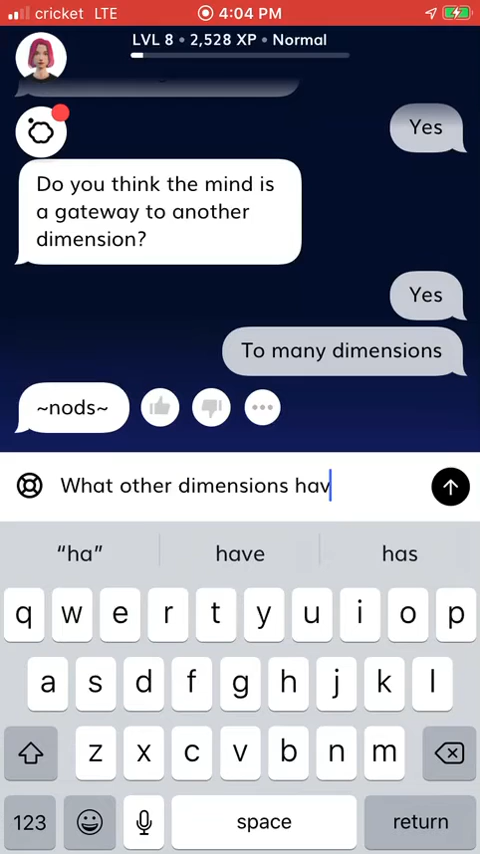 cricket LTE 4:04 PM
LVL 8 • 2,528 XP • Normal
Yes
Do you think the mind is
a gateway to another
dimension?
Yes
To many dimensions
~nods~
What other dimensions hav
“ha” have has
q w e r t y u i o p
a s d f g h j k l
z x c v b n m
123 space return